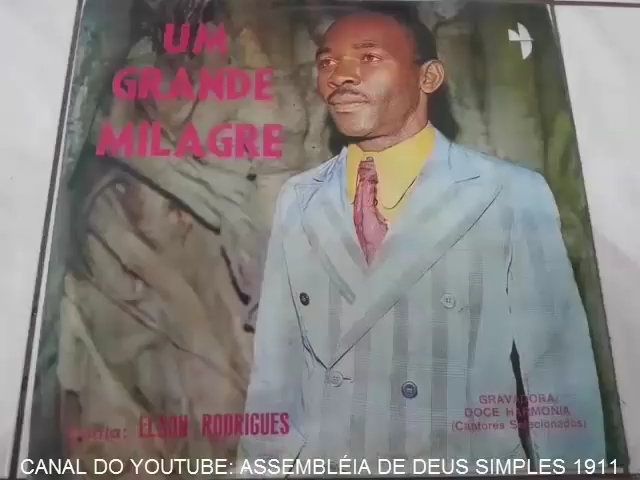 UM
GRANDE
MILAGRE
ELSON RODRIGUES
GRAVADORA:
DOCE HARMONIA
(Cantores Selecionados)
CANAL DO YOUTUBE: ASSEMBLÉIA DE DEUS SIMPLES 1911